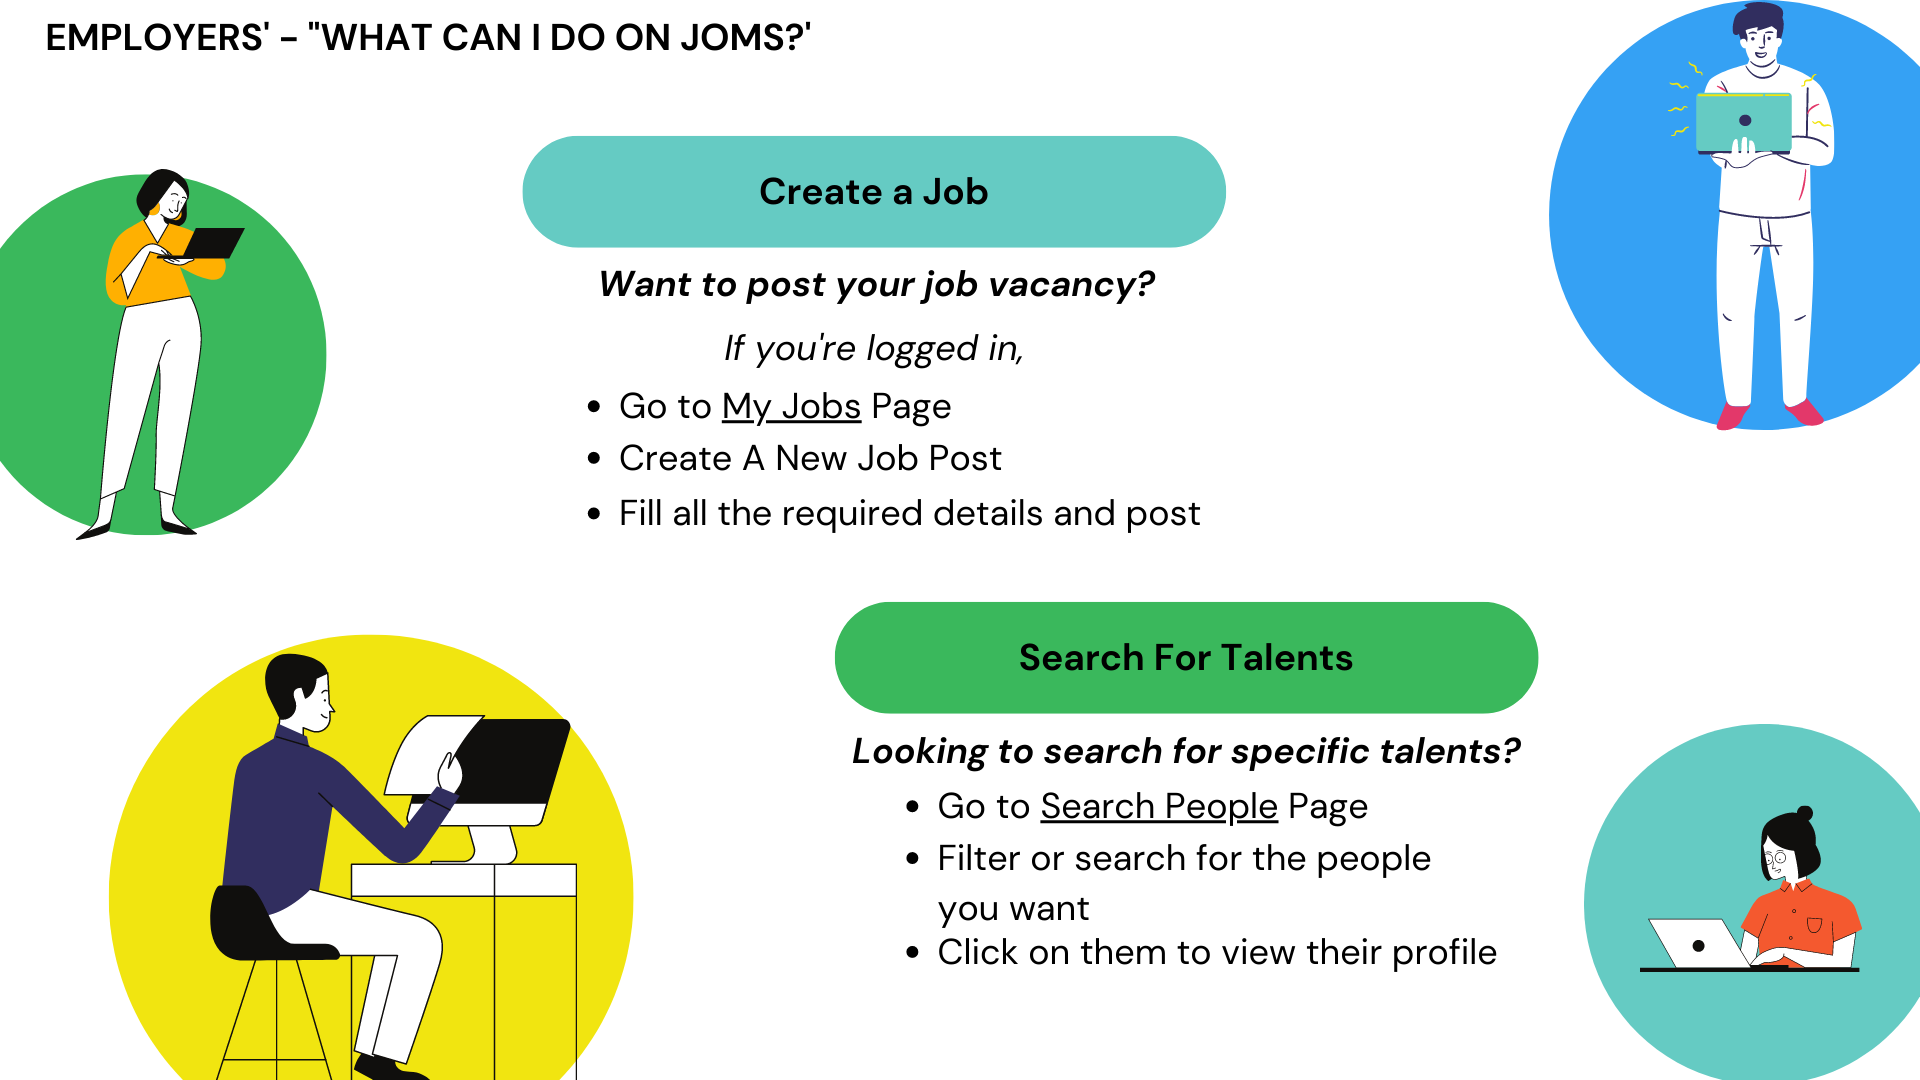 EMPLOYERS' - "WHAT CAN I DO ON JOMS?'
Create a Job
Want to post your job vacancy?
If you're logged in,
• Go to My Jobs Page
• Create A New Job Post
• Fill all the required details and post
Search For Talents
Looking to search for specific talents?
• Go to Search People Page
• Filter or search for the people
you want
• Click on them to view their profile